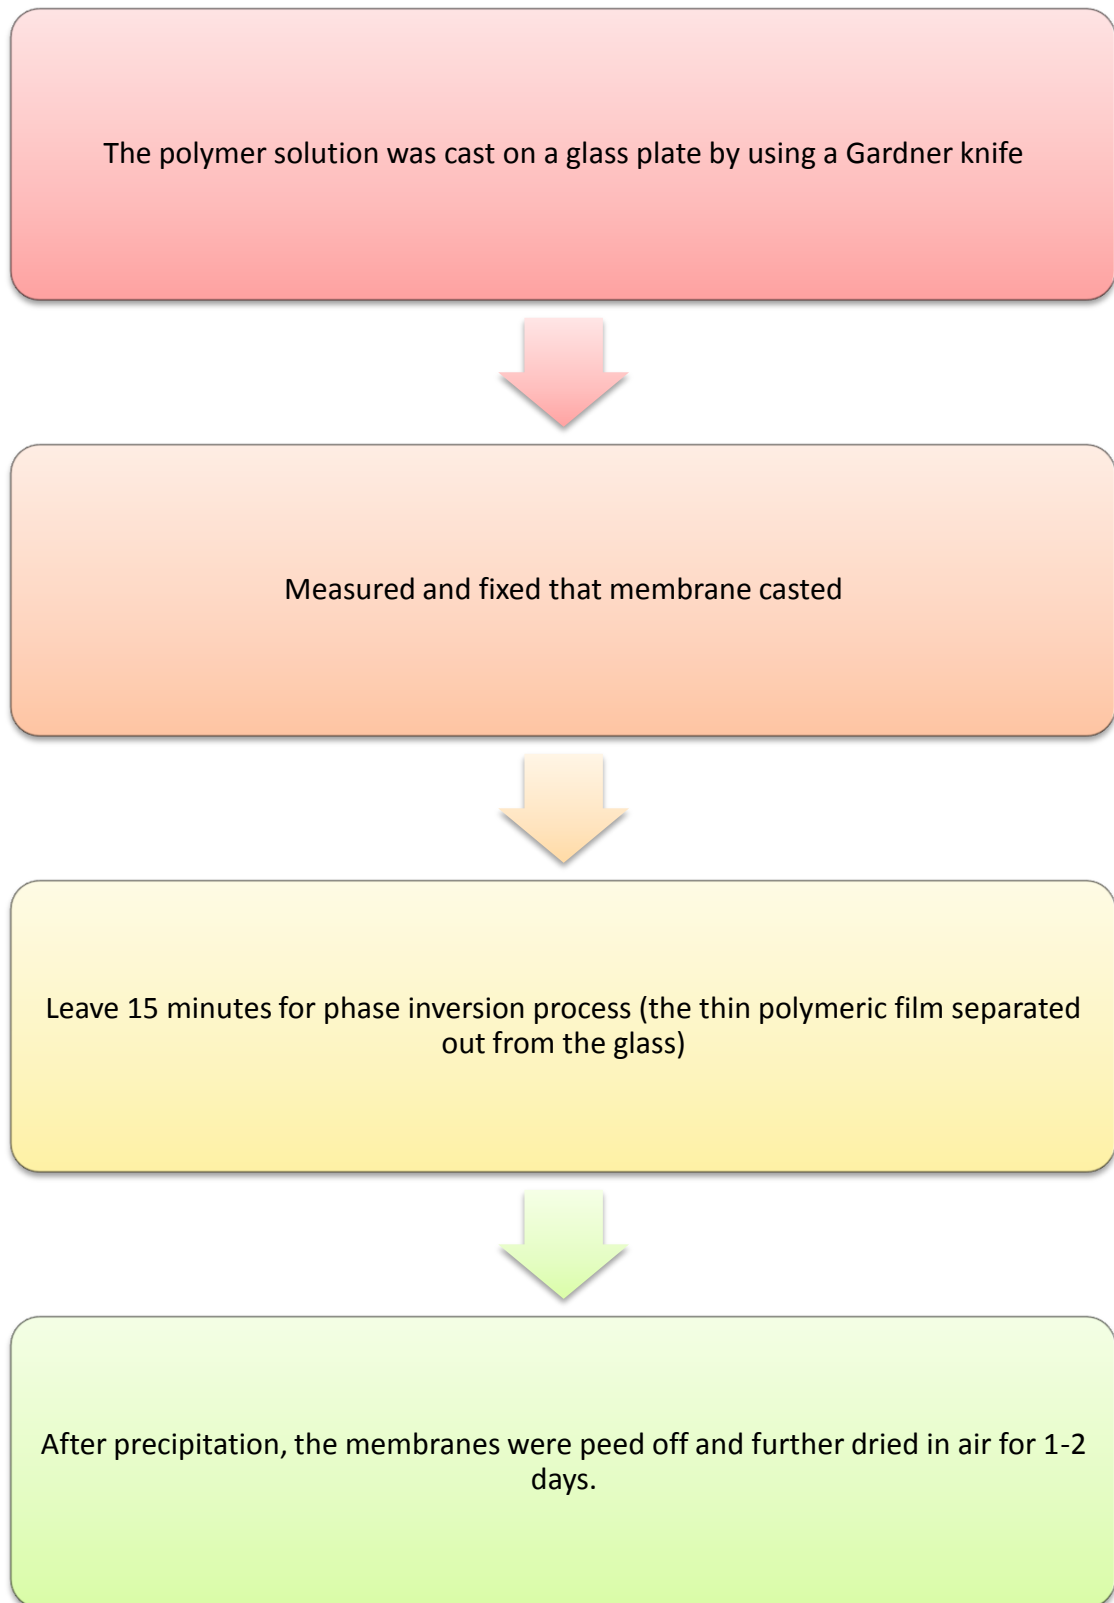 The polymer solution was cast on a glass plate by using a Gardner knife
Measured and fixed that membrane casted
Leave 15 minutes for phase inversion process (the thin polymeric film separated
out from the glass)
After precipitation, the membranes were peed off and further dried in air for 1-2
days.